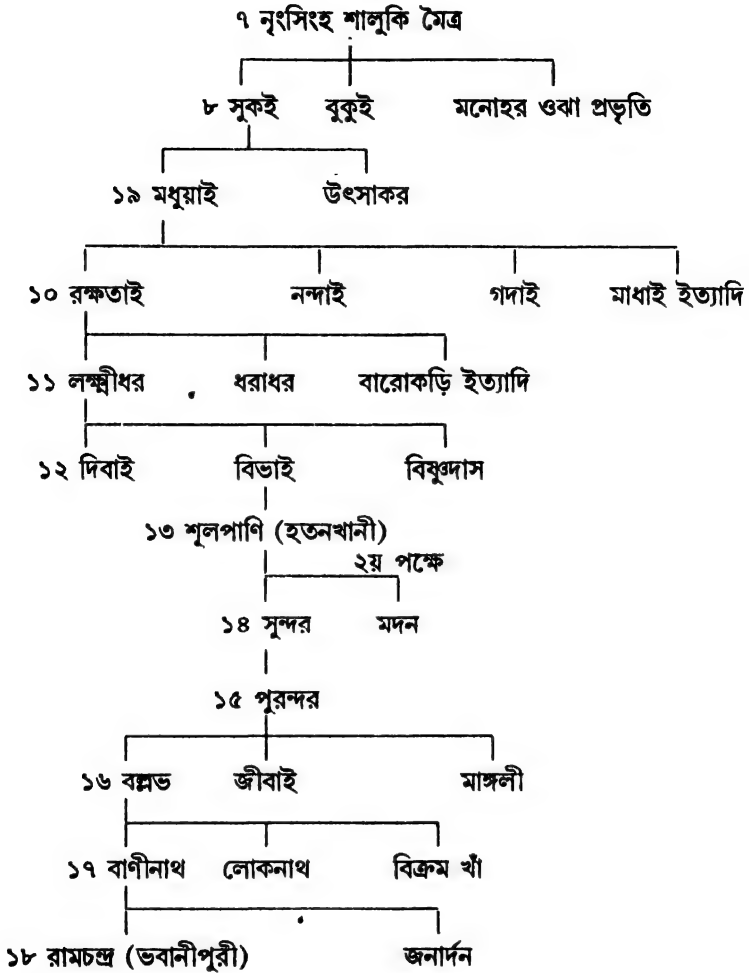 ৭ নৃংসিংহ শালুকি মৈত্র
৮ সুকই বুকুই মনোহর ওঝা প্রভৃতি
১৯ মধুয়াই উৎসাকর
১০ রক্ষতাই নন্দাই গদাই মাধাই ইত্যাদি
১১ লক্ষ্মীধর ধরাধর বারোকড়ি ইত্যাদি
১২ দিবাই বিভাই বিষ্ণুদাস
১৩ শূলপাণি (হতনখানী)
২য় পক্ষে
১৪ সুন্দর মদন
১৫ পুরন্দর
১৬ বল্লভ জীবাই মাঙ্গলী
১৭ বাণীনাথ লোকনাথ বিক্রম খাঁ
১৮ রামচন্দ্র (ভবানীপুরী) জনার্দন